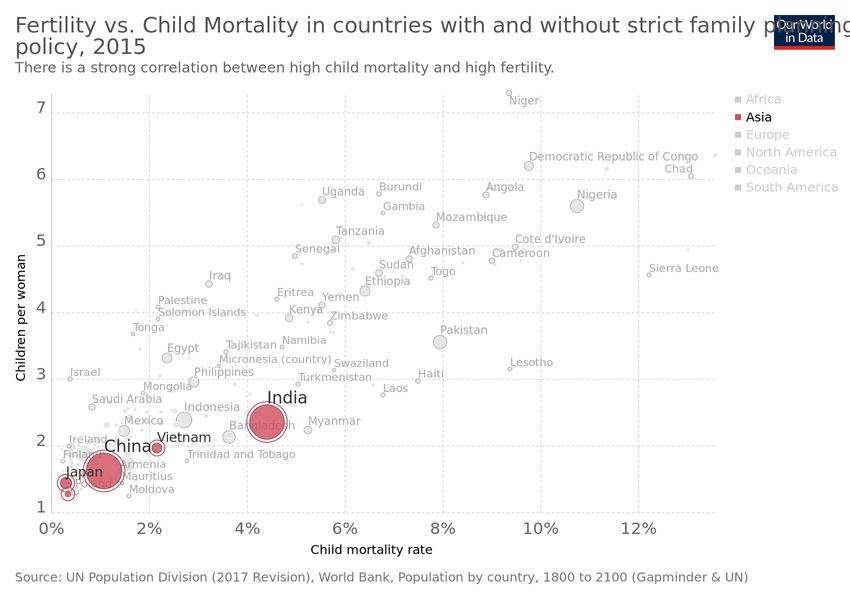 Fertility vs. Child Mortality in countries with and without strict family planning
policy, 2015
Our World
in Data
There is a strong correlation between high child mortality and high fertility.
Africa
Asia
Europe
North America
Oceania
South America
7
6
5
4
3
2
1
Children per woman
Niger
Democratic Republic of Congo
Chad
Uganda
Burundi
Angola
Nigeria
Gambia
Mozambique
Tanzania
Cote d'Ivoire
Senegal
Afghanistan
Cameroon
Sudan
Togo
Sierra Leone
Iraq
Ethiopia
Eritrea
Yemen
Palestine
Solomon Islands
Kenya
Zimbabwe
Tonga
Pakistan
Namibia
Egypt
Tajikistan
Micronesia (country)
Swaziland
Lesotho
Israel
Philippines
Turkmenistan
Haiti
Mongolia
Laos
Saudi Arabia
Indonesia
India
Mexico
Bangladesh
Myanmar
Ireland
China
Vietnam
Finland
Trinidad and Tobago
Japan
Armenia
Mauritius
Poland
Moldova
0%
2%
4%
6%
8%
10%
12%
Child mortality rate
Source: UN Population Division (2017 Revision), World Bank, Population by country, 1800 to 2100 (Gapminder & UN)